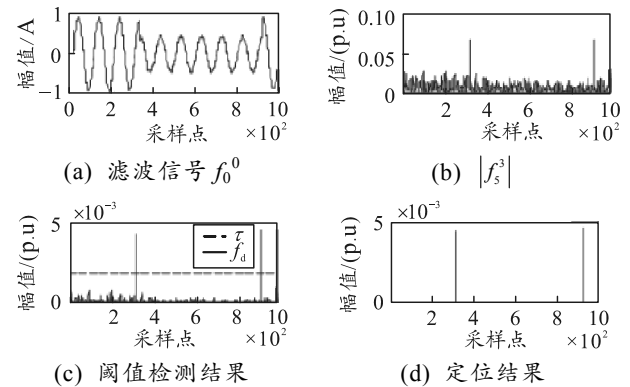 幅值/A
1
0
−1
0 2 4 6 8 10
采样点 ×10²
(a) 滤波信号 f₀⁰
幅值/(p.u)
0.10
0.05
0
2 4 6 8 10
采样点 ×10²
(b) |f₅³|
×10⁻³
幅值/(p.u)
5
0
τ
f_d
2 4 6 8 10
采样点 ×10²
(c) 阈值检测结果
×10⁻³
幅值/(p.u)
5
0
2 4 6 8 10
采样点 ×10²
(d) 定位结果